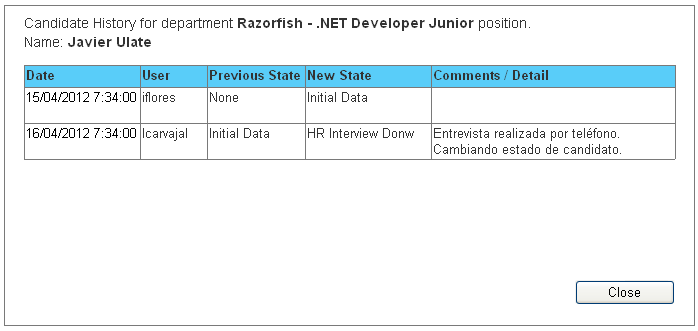 Candidate History for department Razorfish - .NET Developer Junior position.
Name: Javier Ulate
Date User Previous State New State Comments / Detail
15/04/2012 7:34:00 iflores None Initial Data
16/04/2012 7:34:00 lcarvajal Initial Data HR Interview Donw Entrevista realizada por teléfono.
Cambiando estado de candidato.
Close